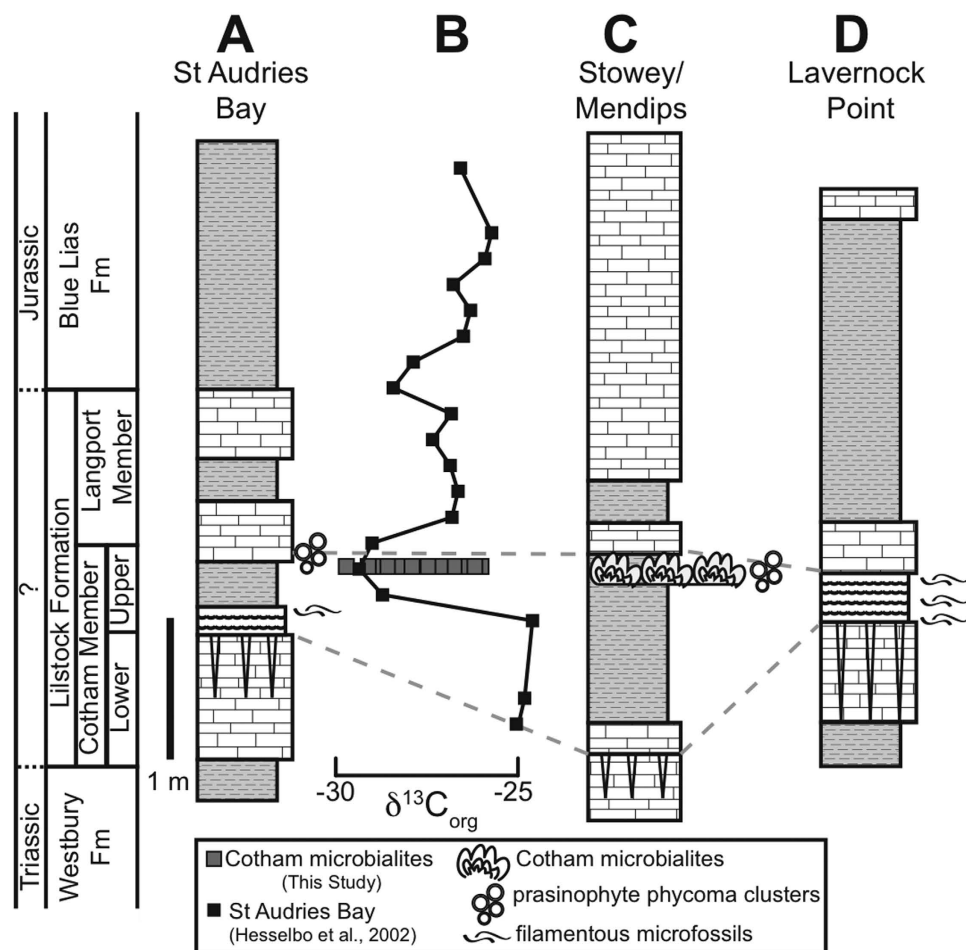 A
St Audries
Bay
B
C
Stowey/
Mendips
D
Lavernock
Point
Jurassic
Blue Lias
Fm
?
Lilstock Formation
Langport
Member
Cotham Member
Upper
Lower
Triassic
Westbury
Fm
1 m
-30
-25
δ¹³Corg
Cotham microbialites
(This Study)
St Audries Bay
(Hesselbo et al., 2002)
Cotham microbialites
prasinophyte phycoma clusters
filamentous microfossils